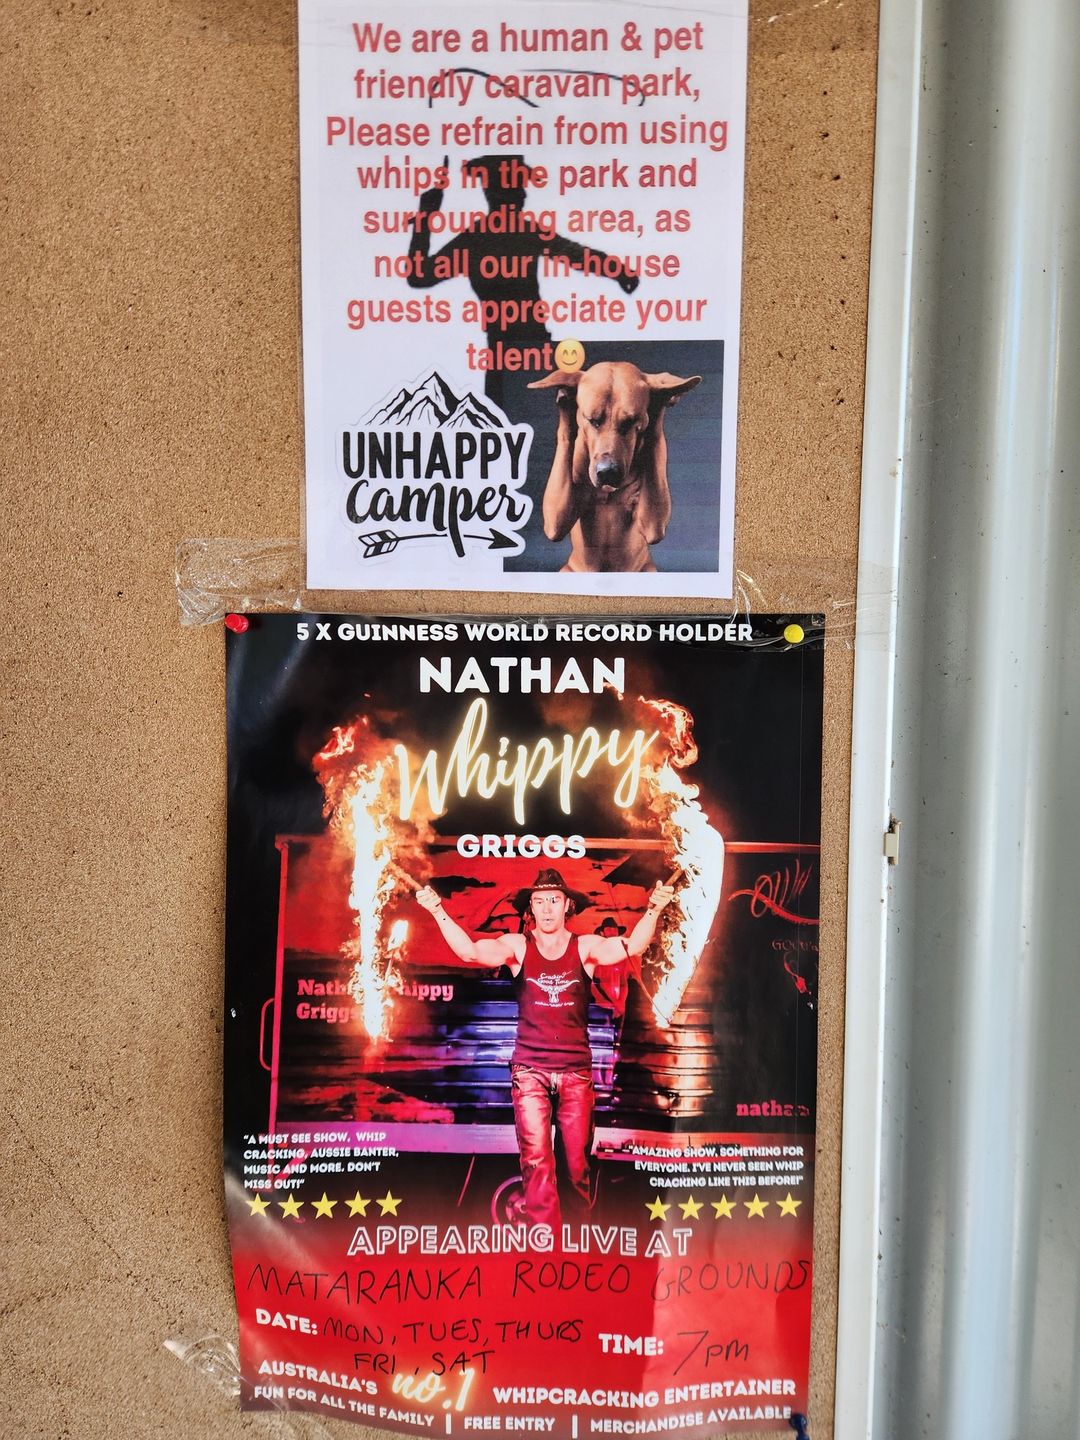 We are a human & pet
friendly caravan park,
Please refrain from using
whips in the park and
surrounding area, as
not all our in-house
guests appreciate your
talent😊
UNHAPPY
camper
5 X GUINNESS WORLD RECORD HOLDER
NATHAN
Whippy
GRIGGS
Griggs
natha
"A MUST SEE SHOW, WHIP
CRACKING, AUSSIE BANTER,
MUSIC AND MORE. DON'T
MISS OUT!"
"AMAZING SHOW, SOMETHING FOR
EVERYONE. I'VE NEVER SEEN WHIP
CRACKING LIKE THIS BEFORE!"
APPEARING LIVE AT
MATARANKA RODEO GROUNDS
DATE: MON, TUES, THURS
FRI, SAT
TIME: 7pm
AUSTRALIA'S no.1 WHIPCRACKING ENTERTAINER
FUN FOR ALL THE FAMILY | FREE ENTRY | MERCHANDISE AVAILABLE